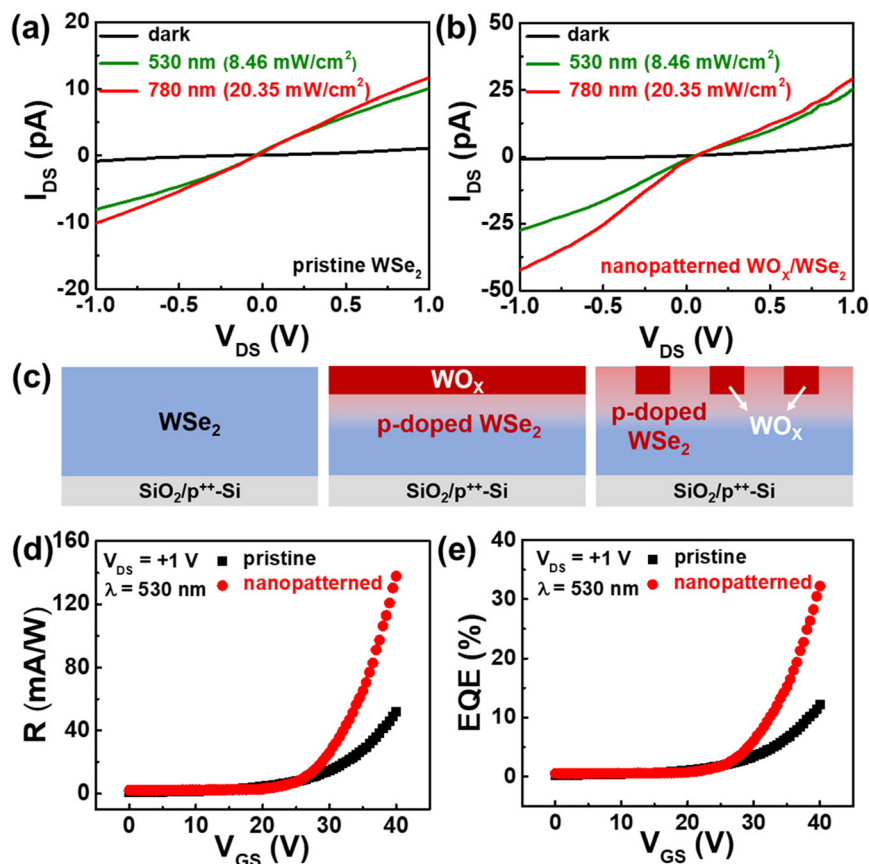 (a)
20
10
0
-10
-20
I_DS (pA)
dark
530 nm (8.46 mW/cm²)
780 nm (20.35 mW/cm²)
pristine WSe₂
-1.0 -0.5 0.0 0.5 1.0
V_DS (V)
(b)
50
25
0
-25
-50
I_DS (pA)
dark
530 nm (8.46 mW/cm²)
780 nm (20.35 mW/cm²)
nanopatterned WOₓ/WSe₂
-1.0 -0.5 0.0 0.5 1.0
V_DS (V)
(c)
WSe₂
SiO₂/p⁺⁺-Si
WOₓ
p-doped WSe₂
SiO₂/p⁺⁺-Si
p-doped
WSe₂
WOₓ
SiO₂/p⁺⁺-Si
(d)
160
120
80
40
0
R (mA/W)
V_DS = +1 V
λ = 530 nm
pristine
nanopatterned
0 10 20 30 40
V_GS (V)
(e)
40
30
20
10
0
EQE (%)
V_DS = +1 V
λ = 530 nm
pristine
nanopatterned
0 10 20 30 40
V_GS (V)